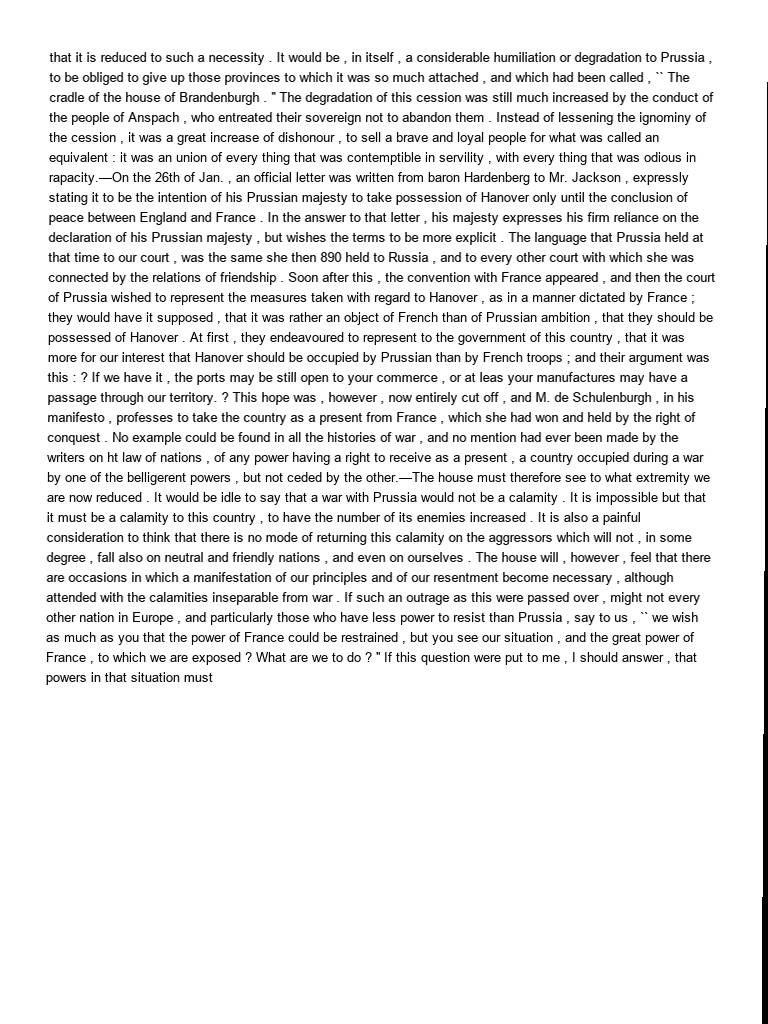 that it is reduced to such a necessity . It would be , in itself , a considerable humiliation or degradation to Prussia ,
to be obliged to give up those provinces to which it was so much attached , and which had been called , `` The
cradle of the house of Brandenburgh . " The degradation of this cession was still much increased by the conduct of
the people of Anspach , who entreated their sovereign not to abandon them . Instead of lessening the ignominy of
the cession , it was a great increase of dishonour , to sell a brave and loyal people for what was called an
equivalent : it was an union of every thing that was contemptible in servility , with every thing that was odious in
rapacity.—On the 26th of Jan. , an official letter was written from baron Hardenberg to Mr. Jackson , expressly
stating it to be the intention of his Prussian majesty to take possession of Hanover only until the conclusion of
peace between England and France . In the answer to that letter , his majesty expresses his firm reliance on the
declaration of his Prussian majesty , but wishes the terms to be more explicit . The language that Prussia held at
that time to our court , was the same she then 890 held to Russia , and to every other court with which she was
connected by the relations of friendship . Soon after this , the convention with France appeared , and then the court
of Prussia wished to represent the measures taken with regard to Hanover , as in a manner dictated by France ;
they would have it supposed , that it was rather an object of French than of Prussian ambition , that they should be
possessed of Hanover . At first , they endeavoured to represent to the government of this country , that it was
more for our interest that Hanover should be occupied by Prussian than by French troops ; and their argument was
this : ? If we have it , the ports may be still open to your commerce , or at leas your manufactures may have a
passage through our territory. ? This hope was , however , now entirely cut off , and M. de Schulenburgh , in his
manifesto , professes to take the country as a present from France , which she had won and held by the right of
conquest . No example could be found in all the histories of war , and no mention had ever been made by the
writers on ht law of nations , of any power having a right to receive as a present , a country occupied during a war
by one of the belligerent powers , but not ceded by the other.—The house must therefore see to what extremity we
are now reduced . It would be idle to say that a war with Prussia would not be a calamity . It is impossible but that
it must be a calamity to this country , to have the number of its enemies increased . It is also a painful
consideration to think that there is no mode of returning this calamity on the aggressors which will not , in some
degree , fall also on neutral and friendly nations , and even on ourselves . The house will , however , feel that there
are occasions in which a manifestation of our principles and of our resentment become necessary , although
attended with the calamities inseparable from war . If such an outrage as this were passed over , might not every
other nation in Europe , and particularly those who have less power to resist than Prussia , say to us , `` we wish
as much as you that the power of France could be restrained , but you see our situation , and the great power of
France , to which we are exposed ? What are we to do ? " If this question were put to me , I should answer , that
powers in that situation must